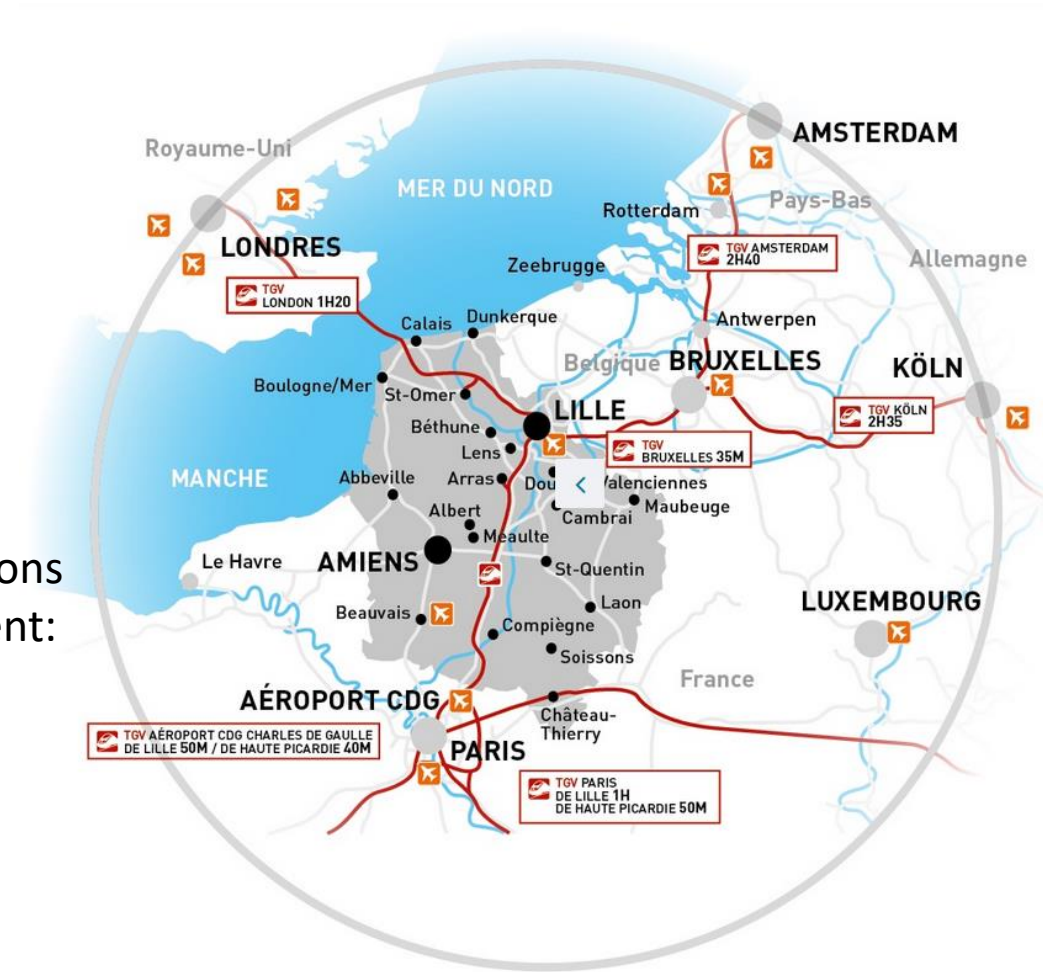 AMSTERDAM
Royaume-Uni
MER DU NORD
Pays-Bas
Rotterdam
LONDRES
TGV AMSTERDAM
2H40
Allemagne
Zeebrugge
TGV
LONDON 1H20
Calais
Dunkerque
Antwerpen
Belgique
BRUXELLES
KÖLN
Boulogne/Mer
St-Omer
LILLE
TGV KÖLN
2H35
Béthune
Lens
TGV
BRUXELLES 35M
MANCHE
Abbeville
Arras
Dou
Valenciennes
Maubeuge
Albert
Cambrai
Méaulte
ons
ent:
Le Havre
AMIENS
St-Quentin
Beauvais
Laon
LUXEMBOURG
Compiègne
Soissons
France
AÉROPORT CDG
Château-
Thierry
TGV AÉROPORT CDG CHARLES DE GAULLE
DE LILLE 50M / DE HAUTE PICARDIE 40M
PARIS
TGV PARIS
DE LILLE 1H
DE HAUTE PICARDIE 50M